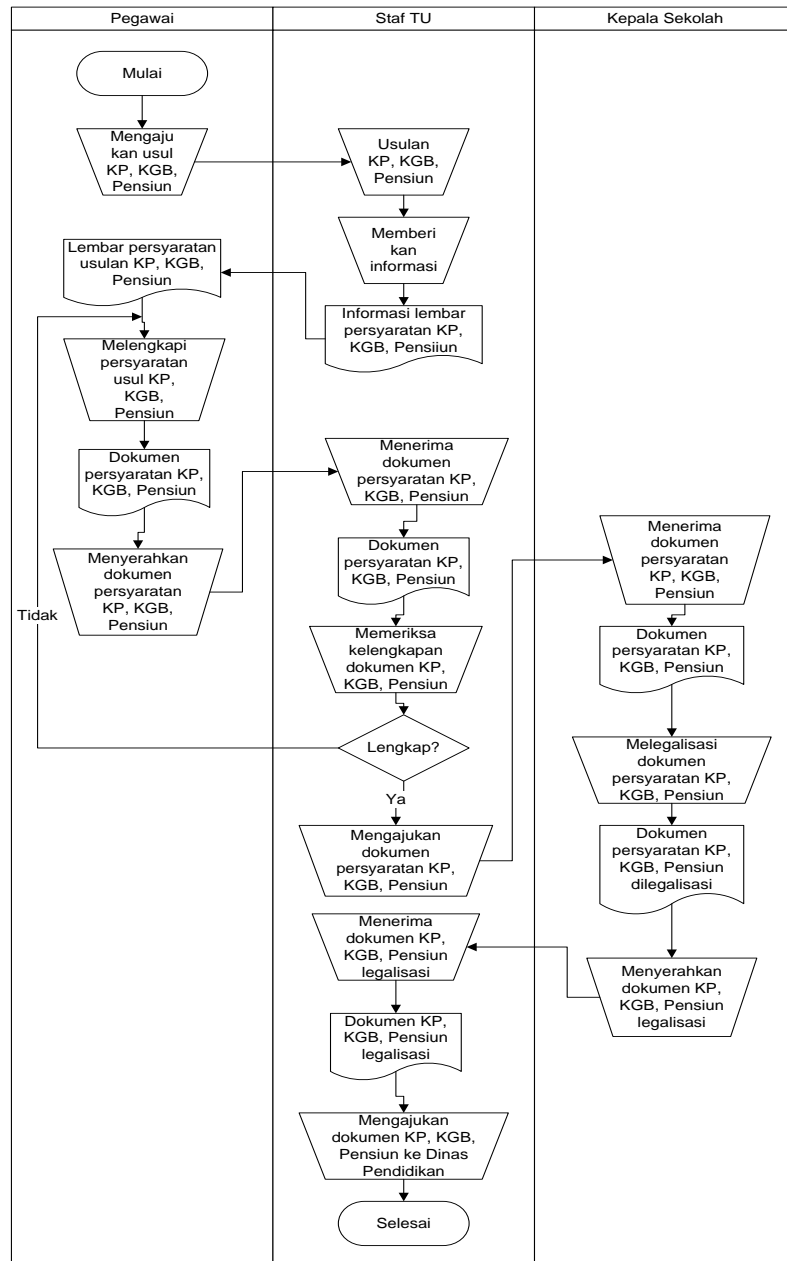 Pegawai
Staf TU
Kepala Sekolah
Mulai
Mengaju
kan usul
KP, KGB,
Pensiun
Usulan
KP, KGB,
Pensiun
Memberi
kan
informasi
Informasi lembar
persyaratan KP,
KGB, Pensiiun
Lembar persyaratan
usulan KP, KGB,
Pensiun
Melengkapi
persyaratan
usul KP,
KGB,
Pensiun
Dokumen
persyaratan KP,
KGB, Pensiun
Menyerahkan
dokumen
persyaratan
KP, KGB,
Pensiun
Tidak
Menerima
dokumen
persyaratan KP,
KGB, Pensiun
Dokumen
persyaratan KP,
KGB, Pensiun
Memeriksa
kelengkapan
dokumen KP,
KGB, Pensiun
Lengkap?
Ya
Mengajukan
dokumen
persyaratan KP,
KGB, Pensiun
Menerima
dokumen
persyaratan
KP, KGB,
Pensiun
Dokumen
persyaratan KP,
KGB, Pensiun
Melegalisasi
dokumen
persyaratan KP,
KGB, Pensiun
Dokumen
persyaratan KP,
KGB, Pensiun
dilegalisasi
Menyerahkan
dokumen KP,
KGB, Pensiun
legalisasi
Menerima
dokumen KP,
KGB, Pensiun
legalisasi
Dokumen KP,
KGB, Pensiun
legalisasi
Mengajukan
dokumen KP, KGB,
Pensiun ke Dinas
Pendidikan
Selesai